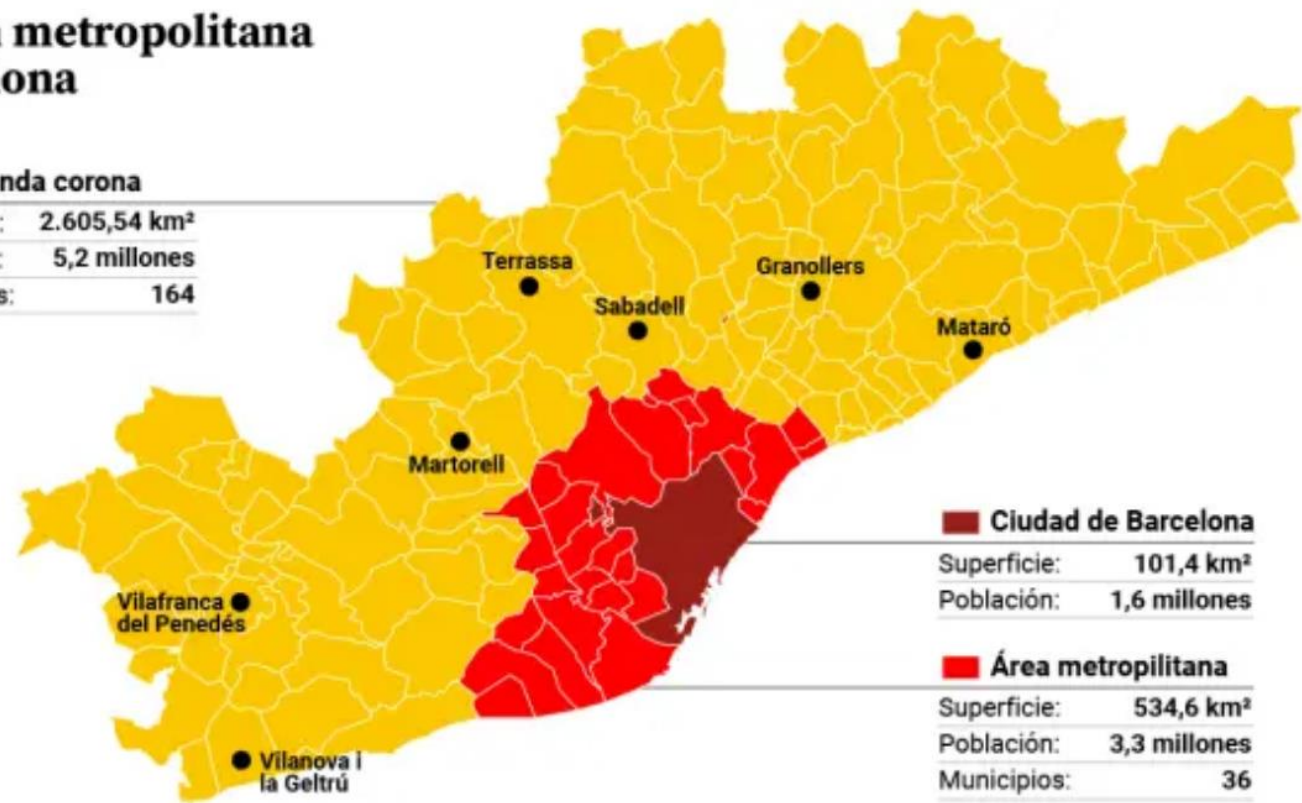 metropolitana
corona
2.605,54 km²
5,2 millones
164
Terrassa
Sabadell
Granollers
Mataró
Martorell
Vilafranca
del Penedés
Vilanova i
la Geltrú
Ciudad de Barcelona
Superficie: 101,4 km²
Población: 1,6 millones
Área metropilitana
Superficie: 534,6 km²
Población: 3,3 millones
Municipios: 36